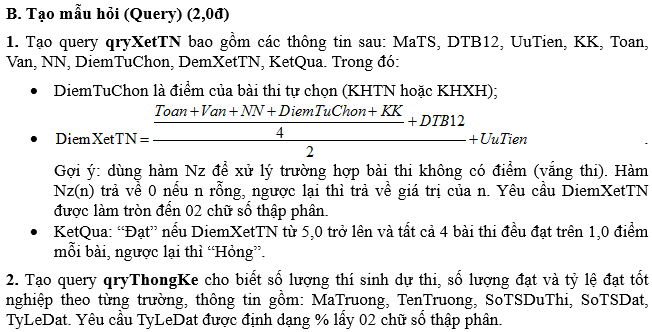 B. Tạo mẫu hỏi (Query) (2,0đ)
1. Tạo query qryXetTN bao gồm các thông tin sau: MaTS, DTB12, UuTien, KK, Toan,
Van, NN, DiemTuChon, DemXetTN, KetQua. Trong đó:
• DiemTuChon là điểm của bài thi tự chọn (KHTN hoặc KHXH);
Toan+Van+NN+DiemTuChon+KK
• DiemXetTN= 4 +DTB12 +UuTien .
2
Gợi ý: dùng hàm Nz để xử lý trường hợp bài thi không có điểm (vắng thi). Hàm
Nz(n) trả về 0 nếu n rỗng, ngược lại thì trả về giá trị của n. Yêu cầu DiemXetTN
được làm tròn đến 02 chữ số thập phân.
• KetQua: “Đạt” nếu DiemXetTN từ 5,0 trở lên và tất cả 4 bài thi đều đạt trên 1,0 điểm
mỗi bài, ngược lại thì “Hỏng”.
2. Tạo query qryThongKe cho biết số lượng thí sinh dự thi, số lượng đạt và tỷ lệ đạt tốt
nghiệp theo từng trường, thông tin gồm: MaTruong, TenTruong, SoTSDuThi, SoTSDat,
TyLeDat. Yêu cầu TyLeDat được định dạng % lấy 02 chữ số thập phân.